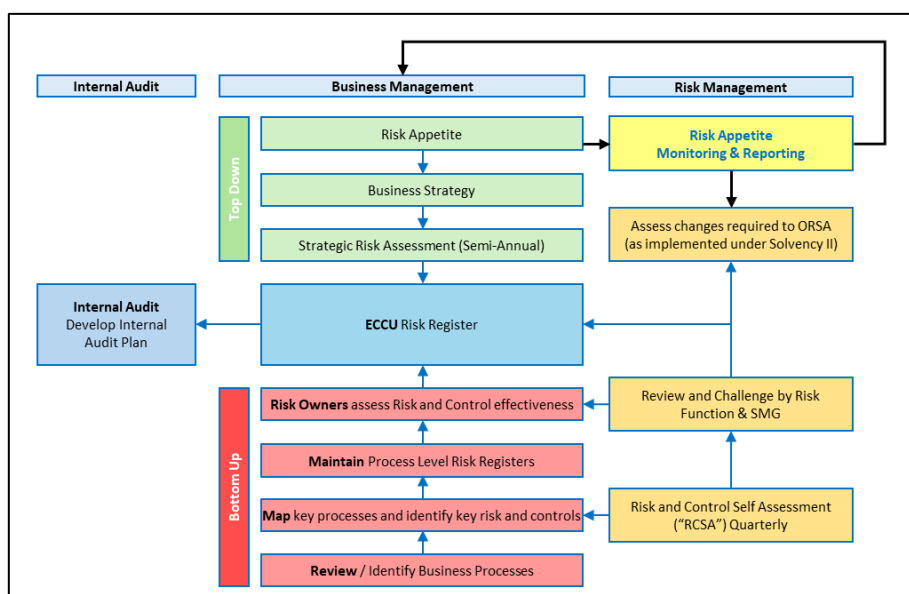 Internal Audit
Business Management
Risk Management
Top Down
Risk Appetite
Business Strategy
Strategic Risk Assessment (Semi-Annual)
Risk Appetite
Monitoring & Reporting
Assess changes required to ORSA
(as implemented under Solvency II)
Internal Audit
Develop Internal
Audit Plan
ECCU Risk Register
Bottom Up
Risk Owners assess Risk and Control effectiveness
Maintain Process Level Risk Registers
Map key processes and identify key risk and controls
Review / Identify Business Processes
Review and Challenge by Risk
Function & SMG
Risk and Control Self Assessment
("RCSA") Quarterly